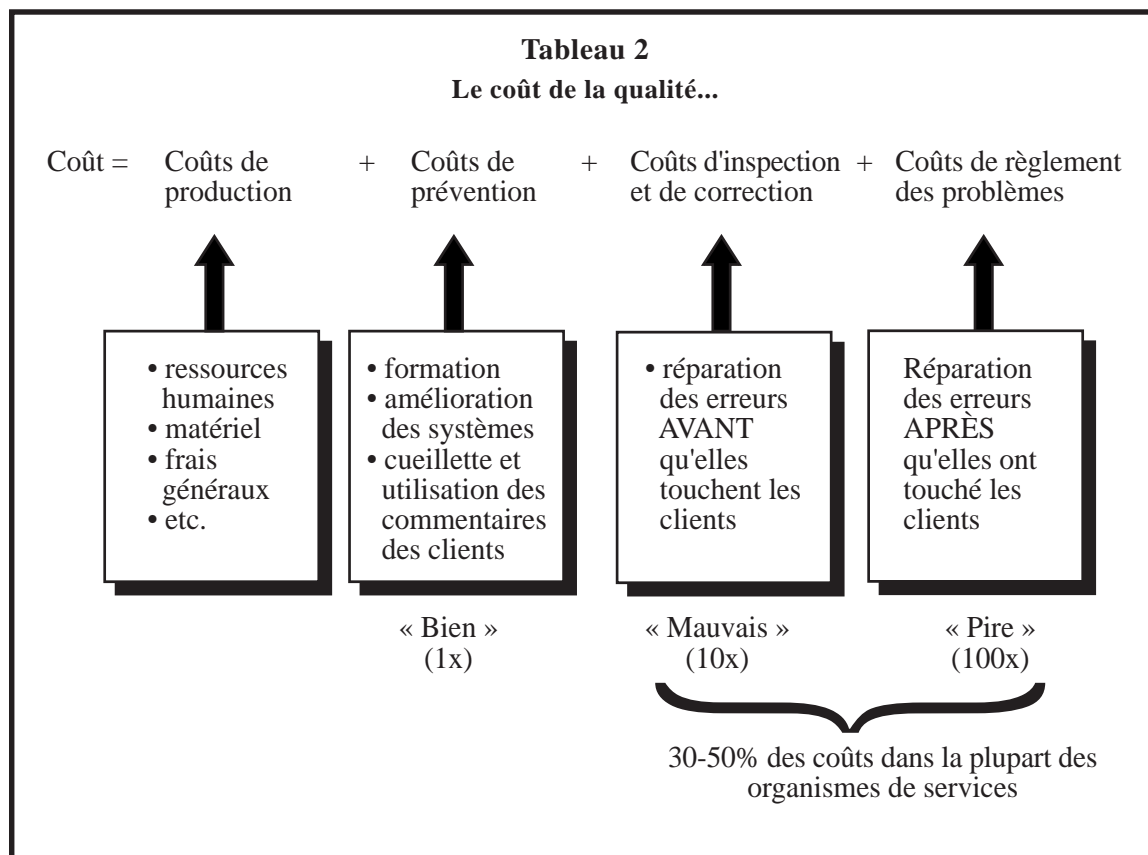 Tableau 2
Le coût de la qualité...
Coût = Coûts de + Coûts de + Coûts d'inspection + Coûts de règlement
production prévention et de correction des problèmes
• ressources
humaines
• matériel
• frais
généraux
• etc.
• formation
• amélioration
des systèmes
• cueillette et
utilisation des
commentaires
des clients
• réparation
des erreurs
AVANT
qu'elles
touchent les
clients
Réparation
des erreurs
APRÈS
qu'elles ont
touché les
clients
« Bien »
(1x)
« Mauvais »
(10x)
« Pire »
(100x)
30-50% des coûts dans la plupart des
organismes de services